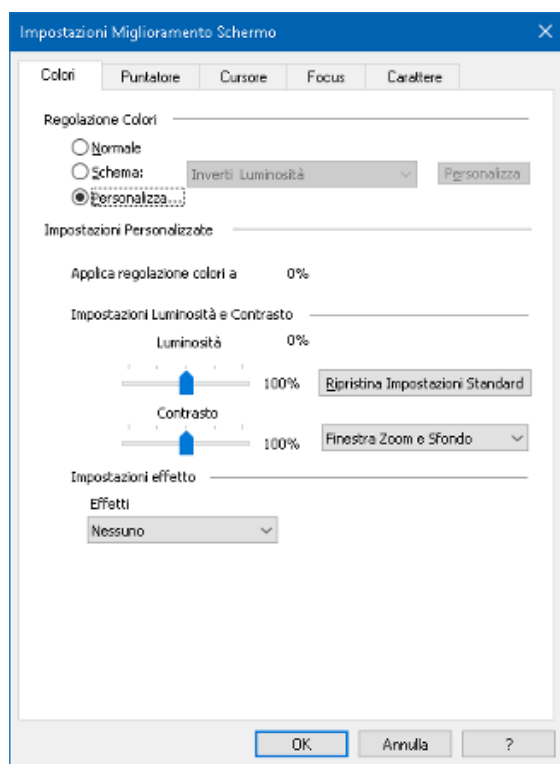 Impostazioni Miglioramento Schermo
Colori Puntatore Cursore Focus Carattere
Regolazione Colori
Normale
Schema: Inverti Luminosità Personalizza
Personalizza...
Impostazioni Personalizzate
Applica regolazione colori a 0%
Impostazioni Luminosità e Contrasto
Luminosità 0%
100% Ripristina Impostazioni Standard
Contrasto
100% Finestra Zoom e Sfondo
Impostazioni effetto
Effetti
Nessuno
OK Annulla ?